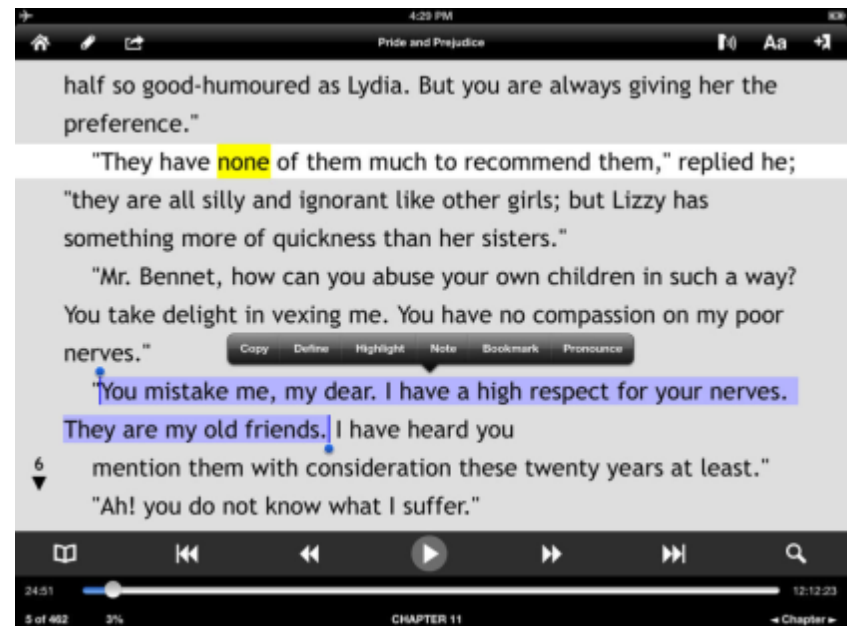 4:29 PM
Pride and Prejudice
Aa
half so good-humoured as Lydia. But you are always giving her the
preference."
"They have none of them much to recommend them," replied he;
"they are all silly and ignorant like other girls; but Lizzy has
something more of quickness than her sisters."
"Mr. Bennet, how can you abuse your own children in such a way?
You take delight in vexing me. You have no compassion on my poor
nerves."
Copy Define Highlight Note Bookmark Pronounce
"You mistake me, my dear. I have a high respect for your nerves.
They are my old friends. I have heard you
6
mention them with consideration these twenty years at least."
"Ah! you do not know what I suffer."
24:51 12:12:23
5 of 462 3% CHAPTER 11 ◄ Chapter ►